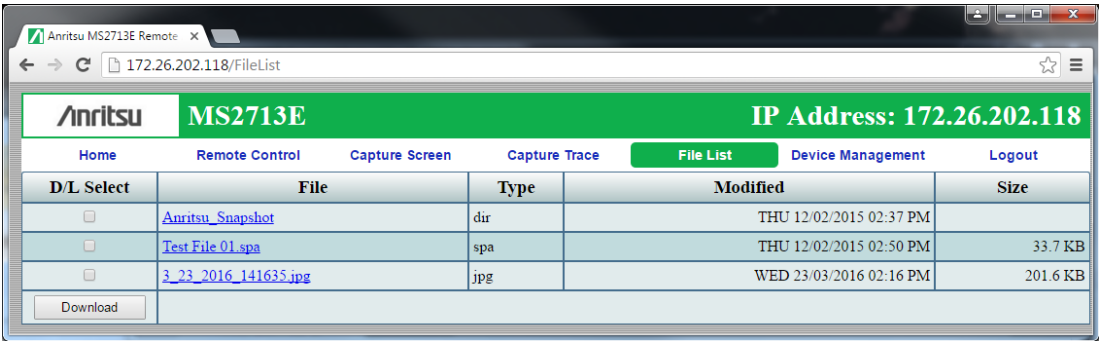 Anritsu MS2713E Remote
172.26.202.118/FileList
Anritsu MS2713E IP Address: 172.26.202.118
Home Remote Control Capture Screen Capture Trace File List Device Management Logout
D/L Select File Type Modified Size
Anritsu_Snapshot dir THU 12/02/2015 02:37 PM
Test File 01.spa spa THU 12/02/2015 02:50 PM 33.7 KB
3_23_2016_141635.jpg jpg WED 23/03/2016 02:16 PM 201.6 KB
Download